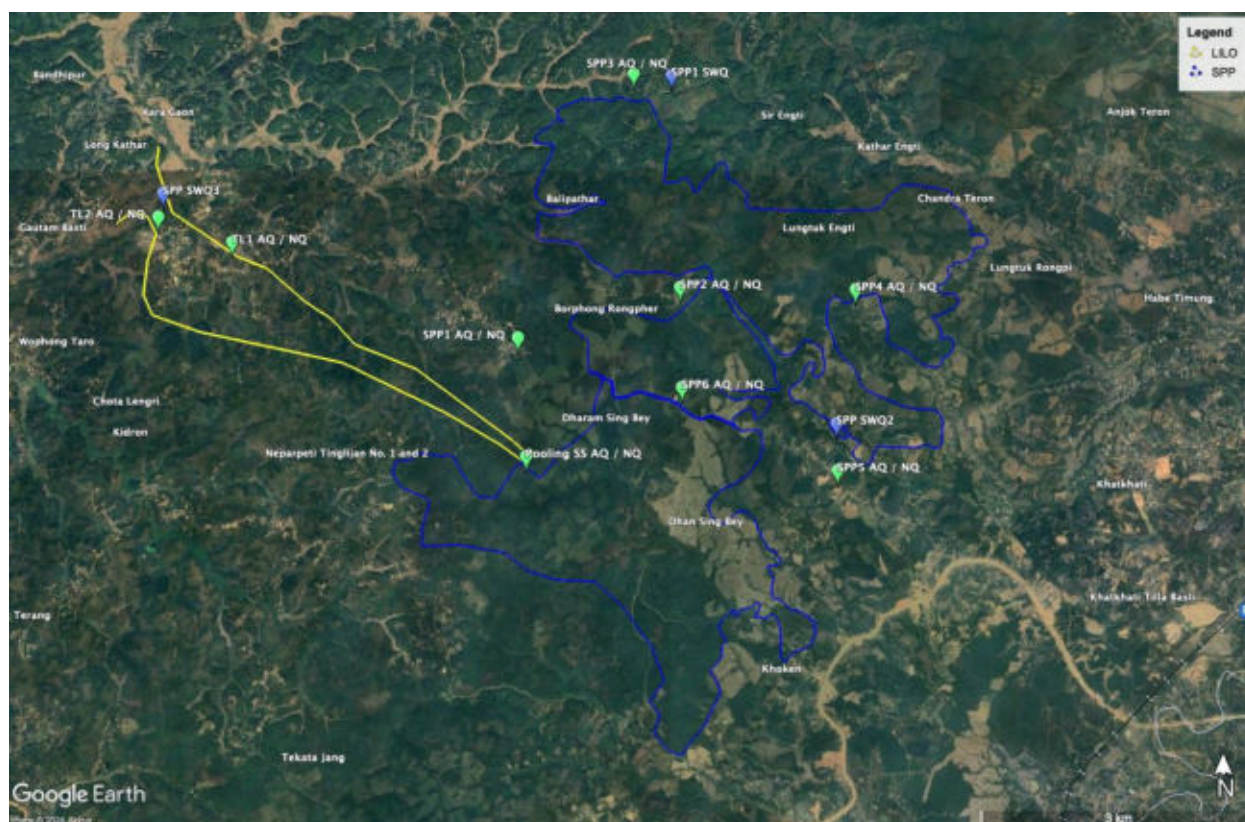 Legend
LILO
SPP
SPP3 AQ / NQ
SPP1 SWQ
Bandhipur
Kara Gaon
Sir Engti
Anjok Teron
Long Kathar
Kathar Engti
SPP SWQ3
Balipathar
Chandra Teron
TL2 AQ / NQ
Gautam Basti
Lungtuk Engti
TL1 AQ / NQ
Lungtuk Rongpi
SPP2 AQ / NQ
SPP4 AQ / NQ
Habe Timung
Borphong Rongpher
SPP1 AQ / NQ
Wophong Taro
SPP6 AQ / NQ
Chota Lengri
Dharam Sing Bey
SPP SWQ2
Kidron
Neparpeti Tinglijan No. 1 and 2
Pooling SS AQ / NQ
SPP5 AQ / NQ
Khatkhati
Dhan Sing Bey
Khatkhati Tilla Basti
Terang
Khoken
Tekata Jang
Google Earth
N
3 km